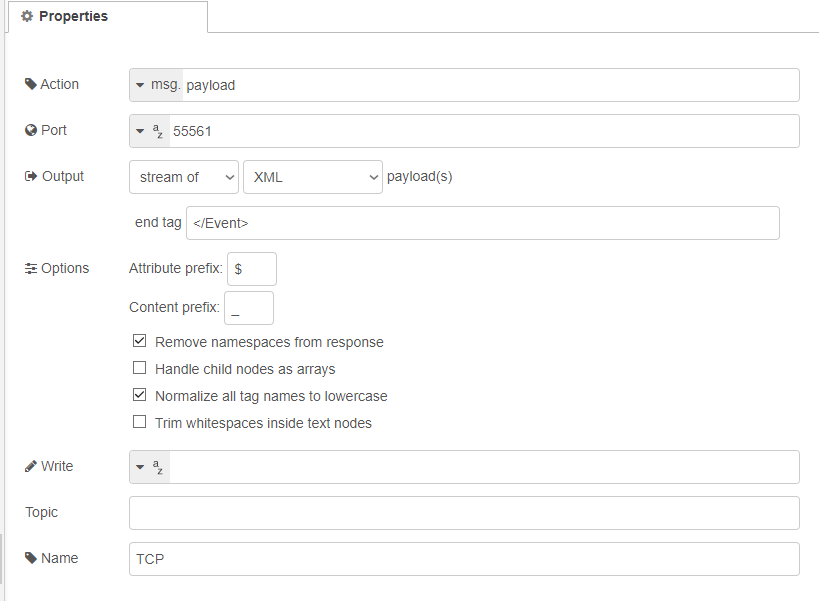 Properties
Action msg. payload
Port az 55561
Output stream of XML payload(s)
end tag </Event>
Options Attribute prefix: $
Content prefix: _
Remove namespaces from response
Handle child nodes as arrays
Normalize all tag names to lowercase
Trim whitespaces inside text nodes
Write az
Topic
Name TCP